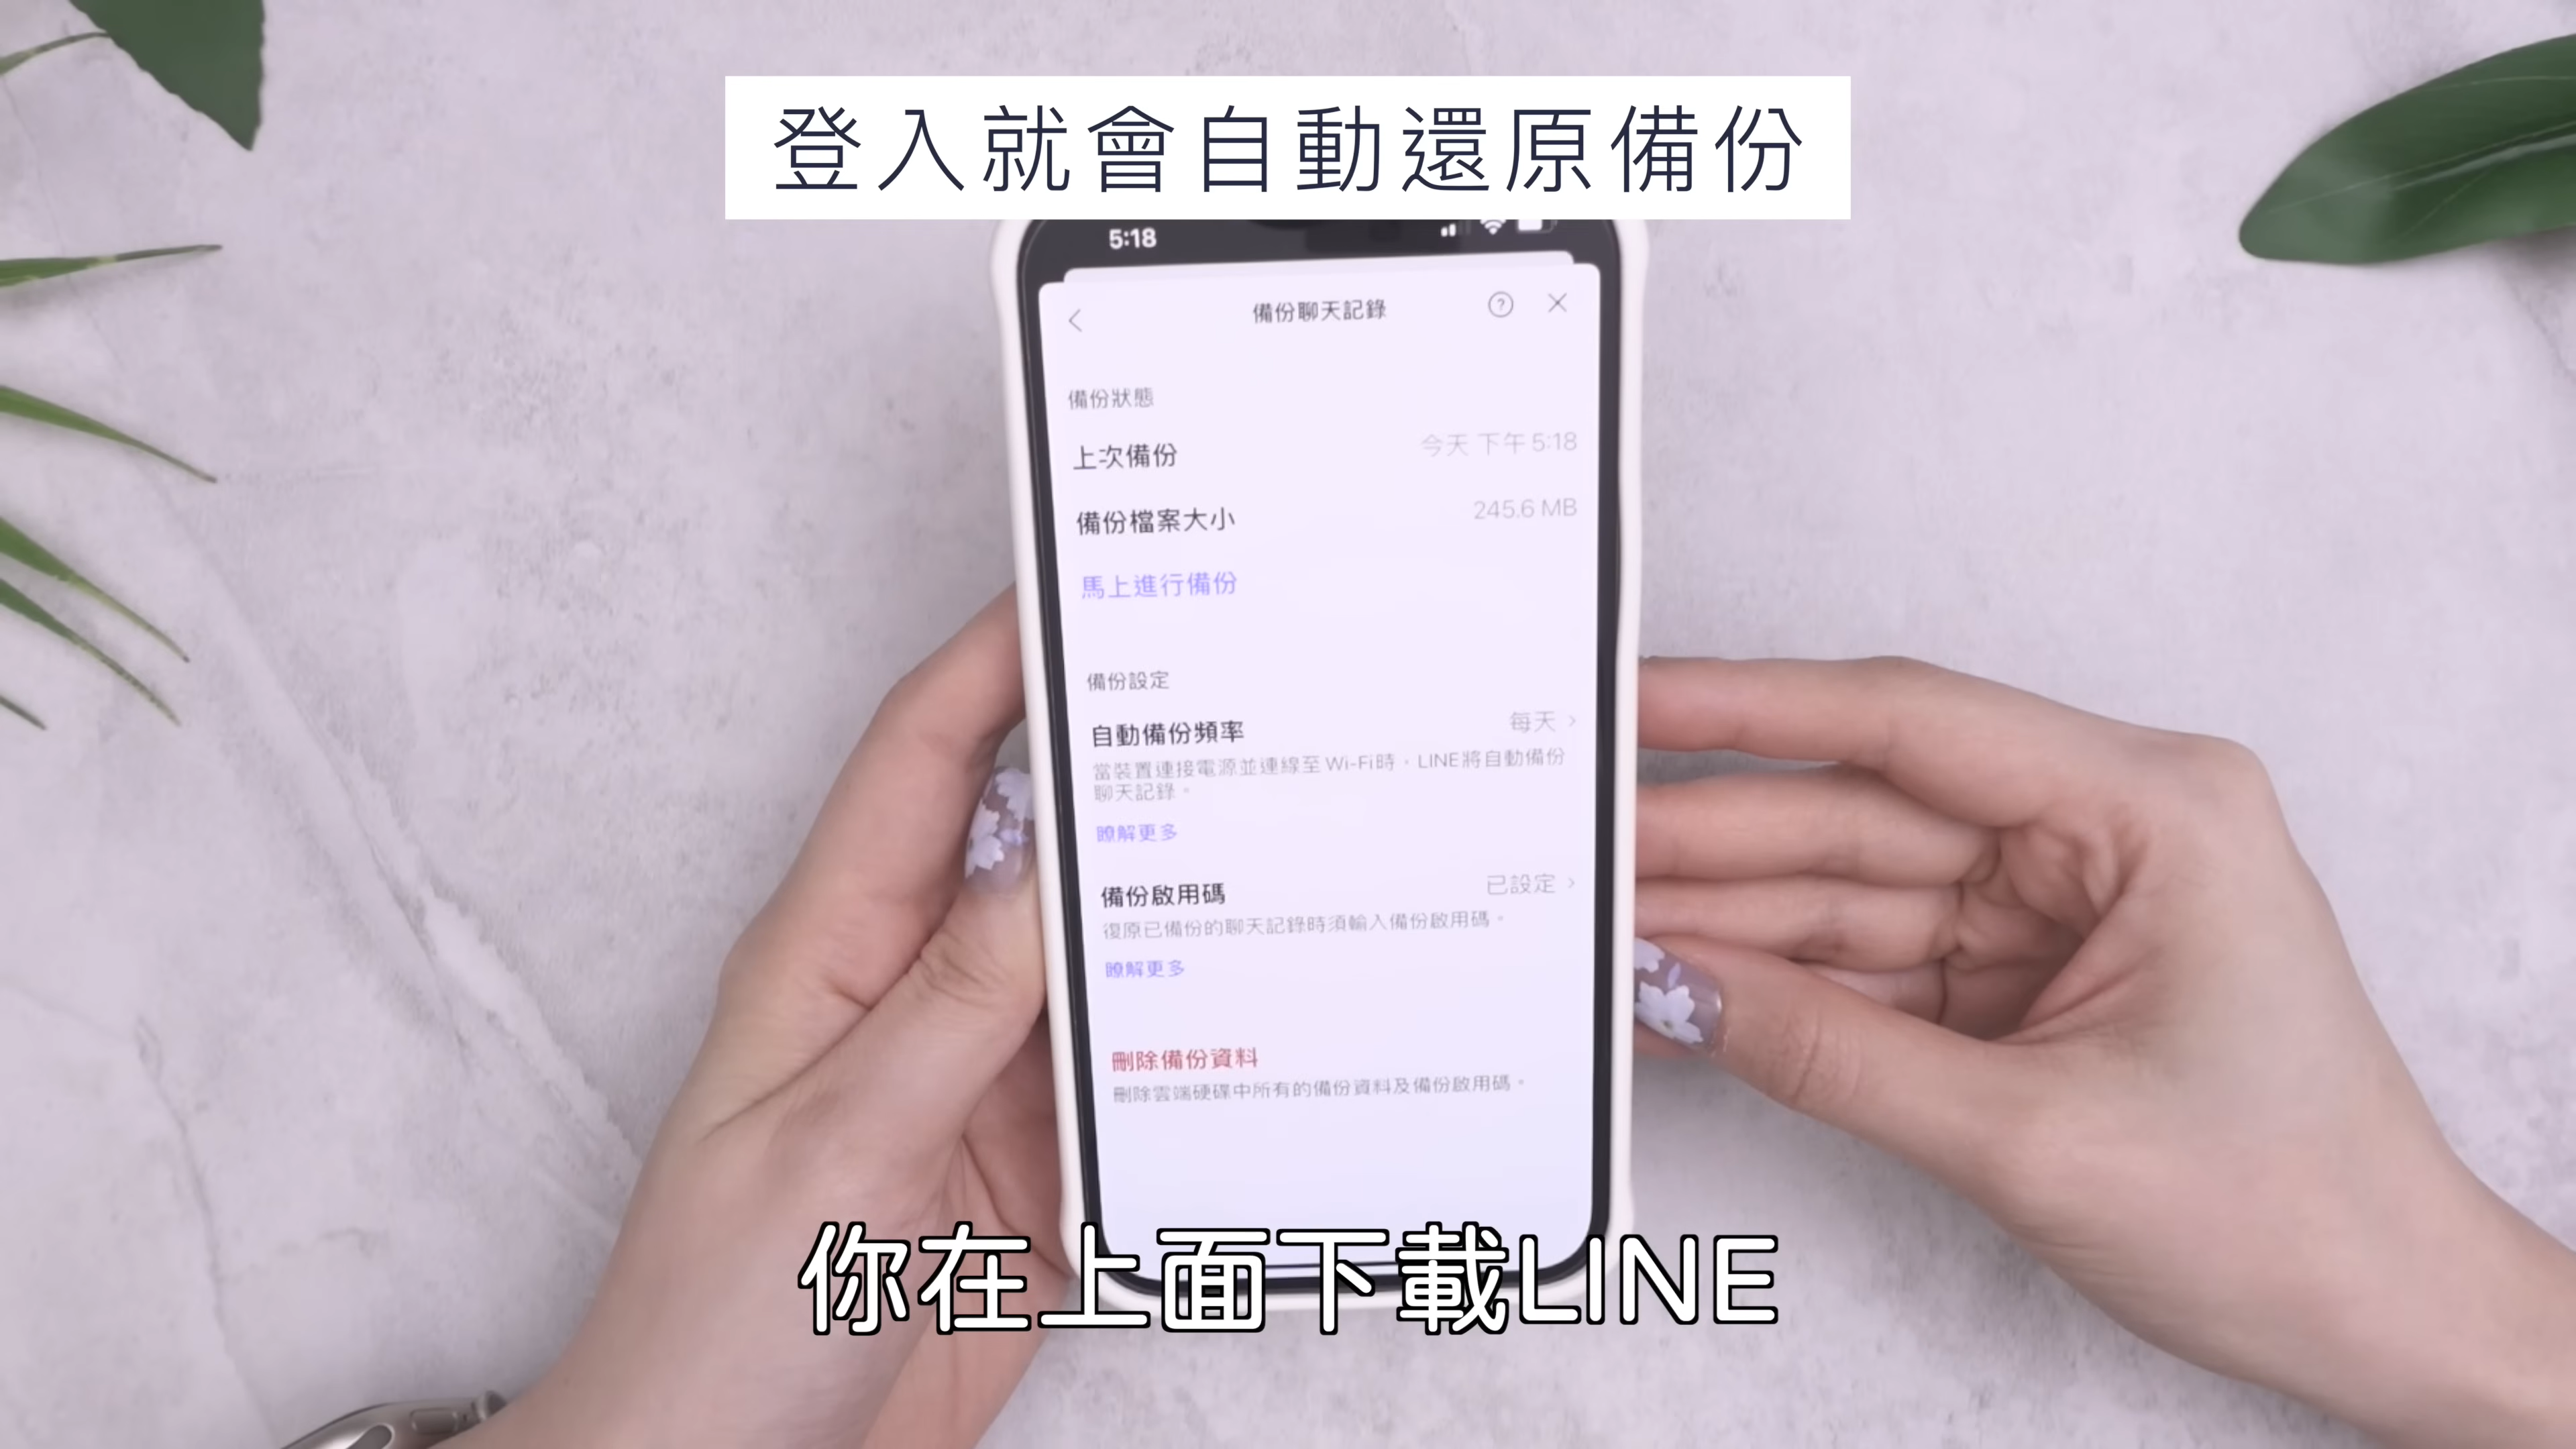 登入就會自動還原備份
5:18
備份聊天記錄
備份狀態
上次備份 今天 下午5:18
備份檔案大小 245.6 MB
馬上進行備份
備份設定
自動備份頻率 每天
當裝置連接電源並連線至 Wi-Fi時，LINE將自動備份
聊天記錄。
瞭解更多
備份啟用碼 已設定
復原已備份的聊天記錄時須輸入備份啟用碼。
瞭解更多
刪除備份資料
刪除雲端硬碟中所有的備份資料及備份啟用碼。
你在上面下載LINE